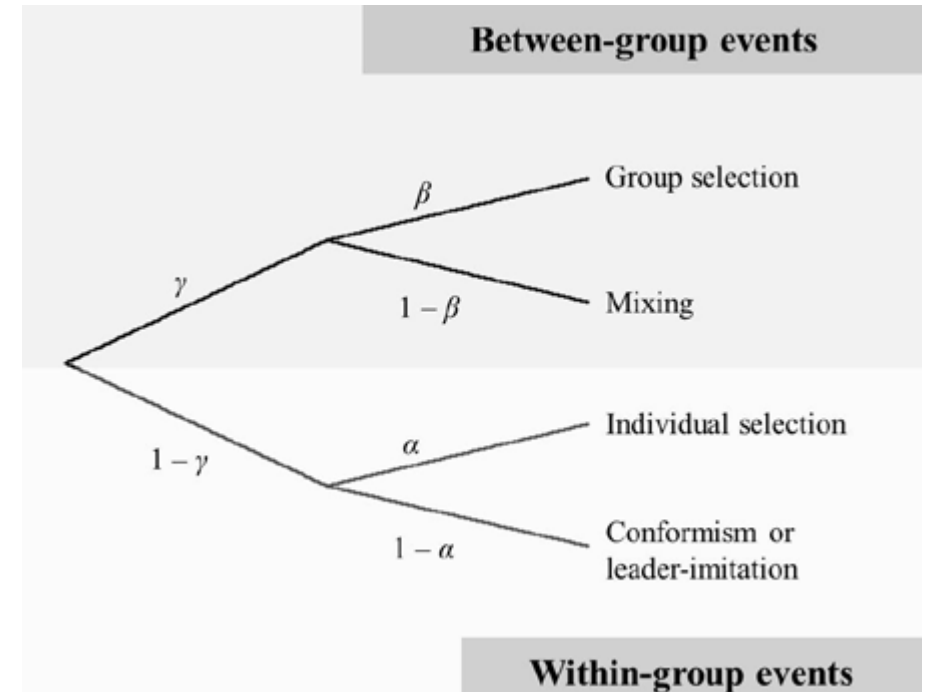 Between-group events
Group selection
β
γ
Mixing
1 – β
Individual selection
α
1 – γ
Conformism or
leader-imitation
1 – α
Within-group events